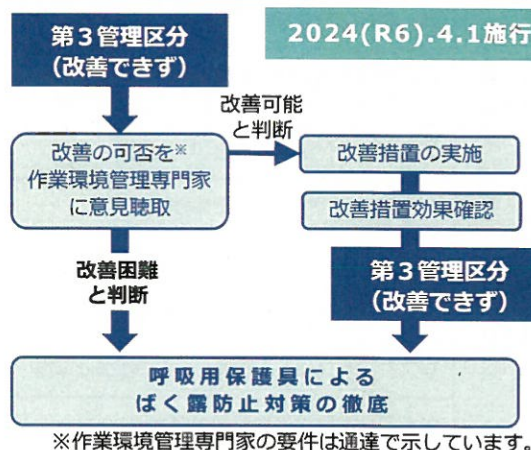 第３管理区分
（改善できず）
2024(R6).4.1施行
改善可能
と判断
改善の可否を※
作業環境管理専門家
に意見聴取
改善措置の実施
改善措置効果確認
改善困難
と判断
第３管理区分
（改善できず）
呼吸用保護具による
ばく露防止対策の徹底
※作業環境管理専門家の要件は通達で示しています。